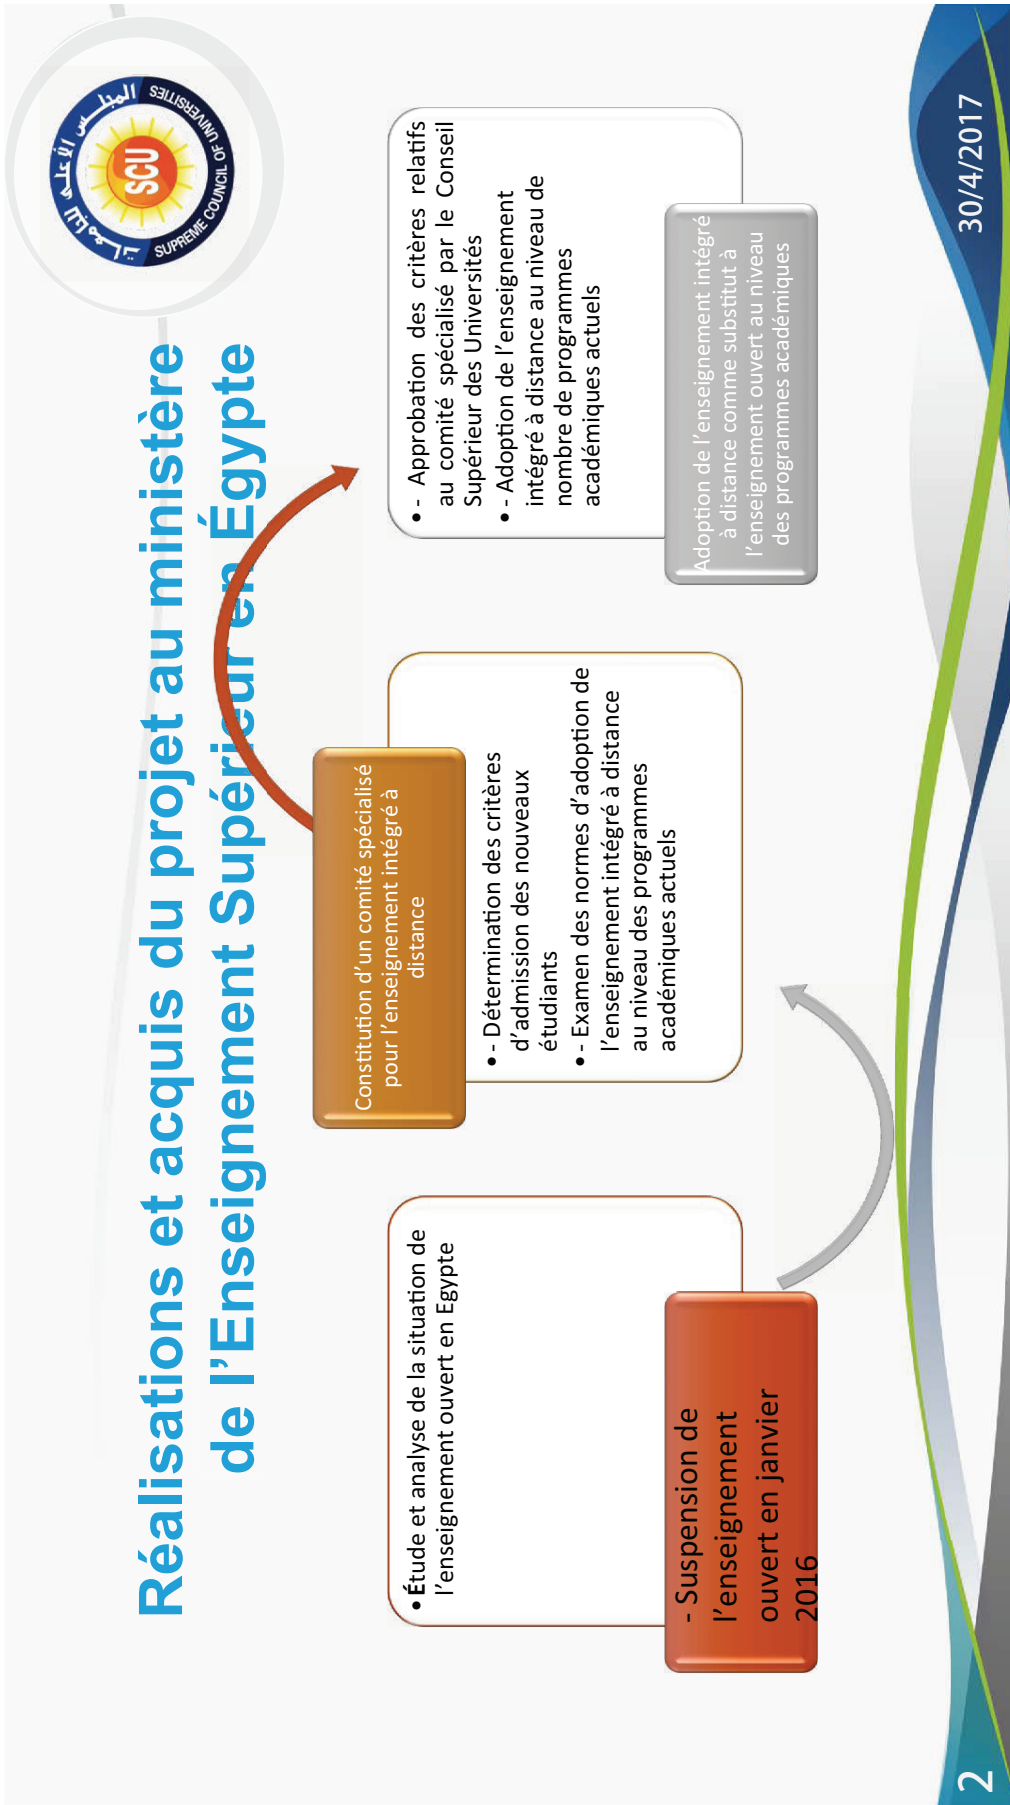 Réalisations et acquis du projet au ministère
de l'Enseignement Supérieur en Égypte
المجلس الأعلى للجامعات
SUPREME COUNCIL OF UNIVERSITIES
SCU
• Étude et analyse de la situation de
l'enseignement ouvert en Egypte
- Suspension de
l'enseignement
ouvert en janvier
2016
Constitution d'un comité spécialisé
pour l'enseignement intégré à
distance
• - Détermination des critères
d'admission des nouveaux
étudiants
• - Examen des normes d'adoption de
l'enseignement intégré à distance
au niveau des programmes
académiques actuels
• - Approbation des critères relatifs
au comité spécialisé par le Conseil
Supérieur des Universités
• - Adoption de l'enseignement
intégré à distance au niveau de
nombre de programmes
académiques actuels
Adoption de l'enseignement intégré
à distance comme substitut à
l'enseignement ouvert au niveau
des programmes académiques
2
30/4/2017